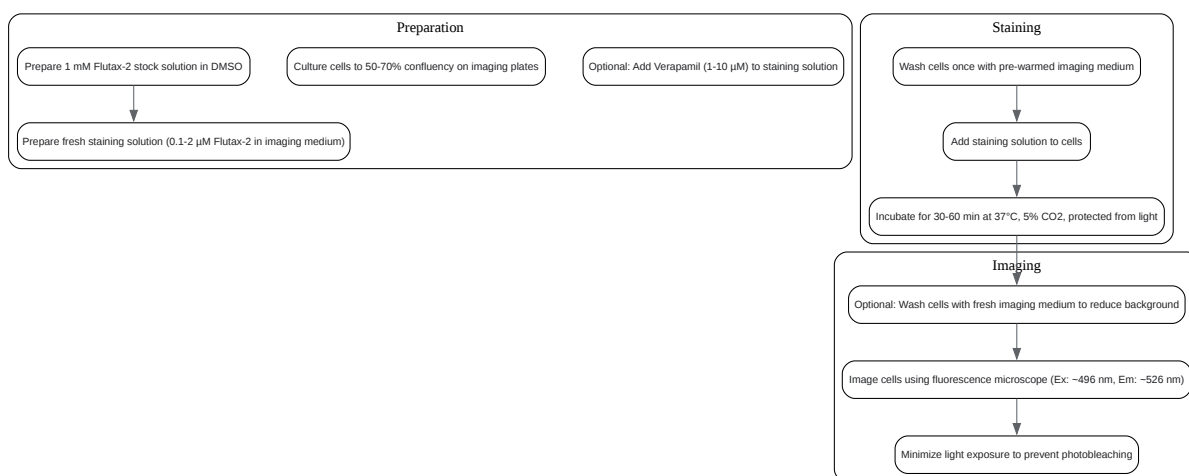 Preparation
Prepare 1 mM Flutax-2 stock solution in DMSO
Culture cells to 50-70% confluency on imaging plates
Optional: Add Verapamil (1-10 µM) to staining solution
Prepare fresh staining solution (0.1-2 µM Flutax-2 in imaging medium)
Staining
Wash cells once with pre-warmed imaging medium
Add staining solution to cells
Incubate for 30-60 min at 37°C, 5% CO2, protected from light
Imaging
Optional: Wash cells with fresh imaging medium to reduce background
Image cells using fluorescence microscope (Ex: ~496 nm, Em: ~526 nm)
Minimize light exposure to prevent photobleaching